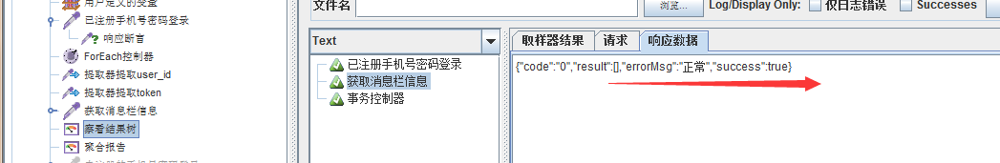 用户定义的变量
已注册手机号密码登录
响应断言
ForEach控制器
提取器提取user_id
提取器提取token
获取消息栏信息
察看结果树
聚合报告
文件名
浏览...
Log/Display Only:
仅日志错误
Successes
Text
已注册手机号密码登录
获取消息栏信息
事务控制器
取样器结果
请求
响应数据
{"code":"0","result":[],"errorMsg":"正常","success":true}